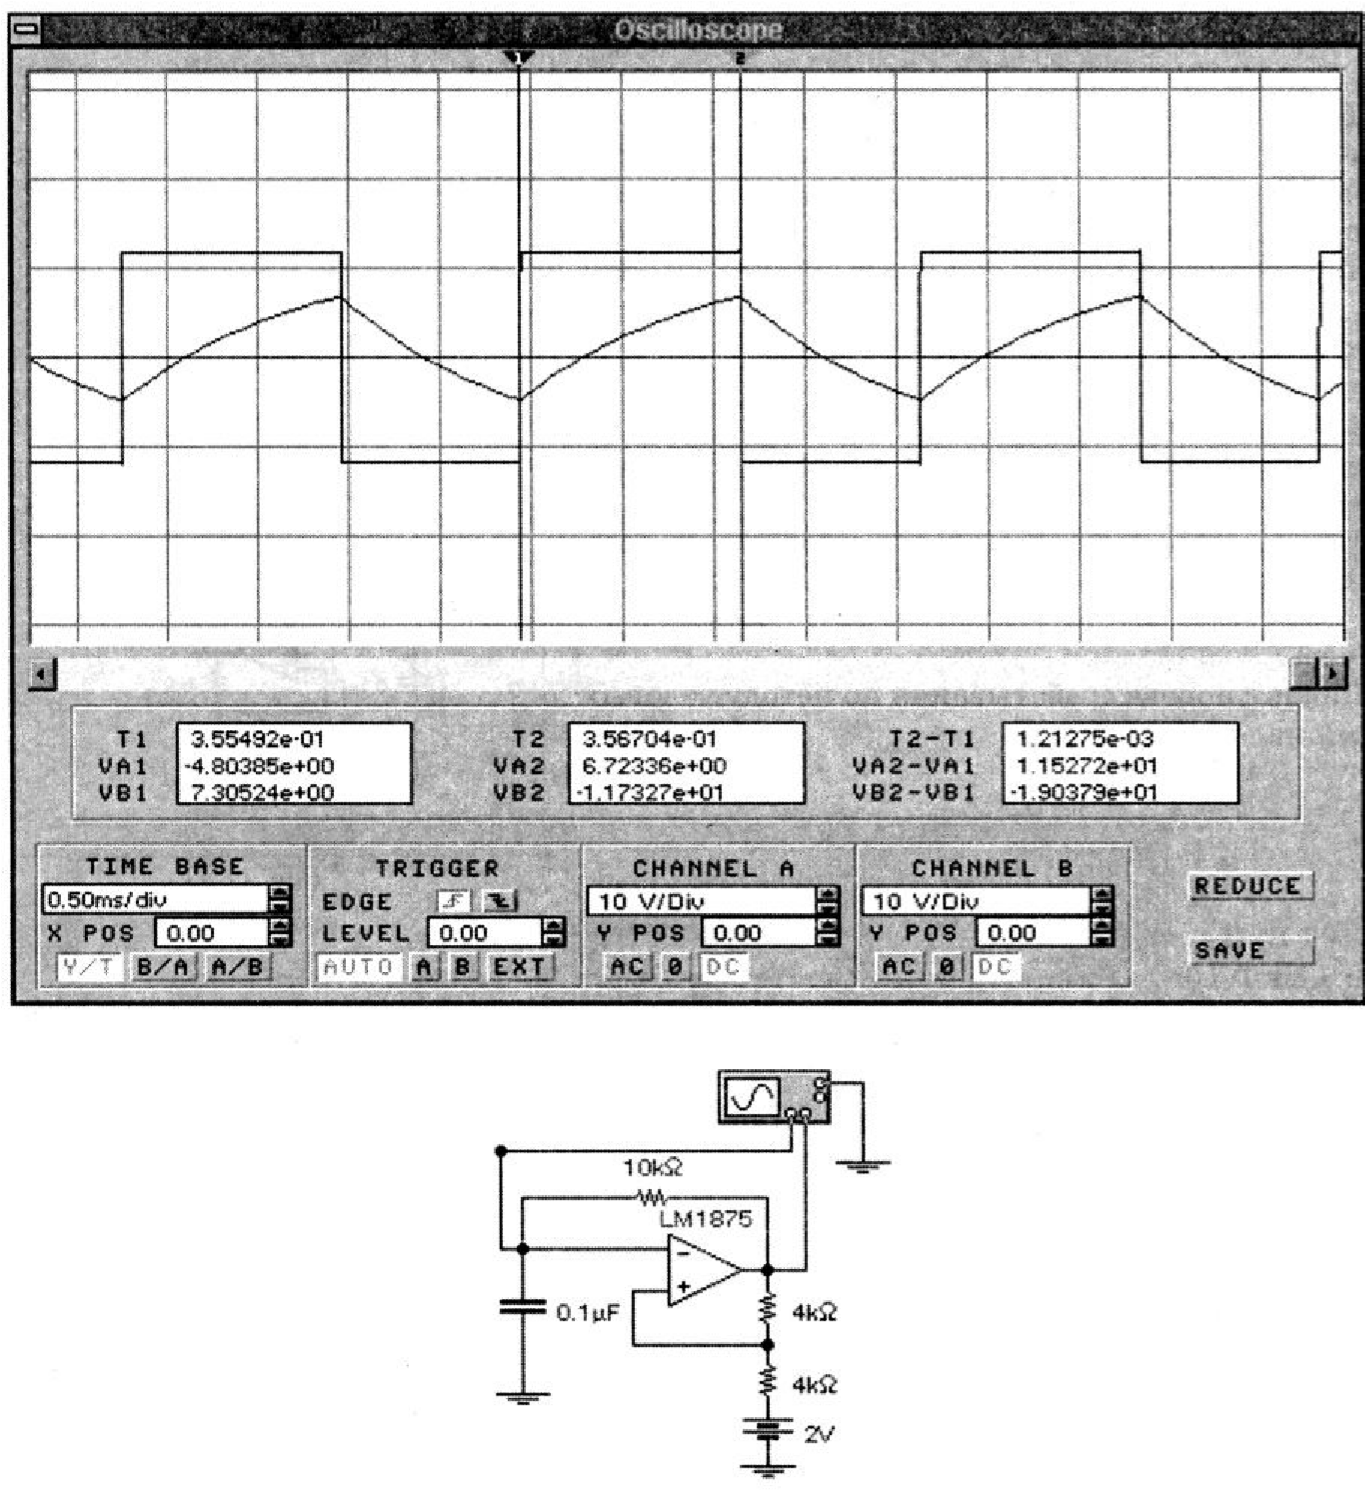 Oscilloscope
1 2
T1 3.55492e-01 T2 3.56704e-01 T2-T1 1.21275e-03
VA1 -4.80385e+00 VA2 6.72336e+00 VA2-VA1 1.15272e+01
VB1 7.30524e+00 VB2 -1.17327e+01 VB2-VB1 -1.90379e+01
TIME BASE TRIGGER CHANNEL A CHANNEL B
0.50ms/div EDGE 10 V/Div 10 V/Div REDUCE
X POS 0.00 LEVEL 0.00 Y POS 0.00 Y POS 0.00
SAVE
Y/T B/A A/B AUTO A B EXT AC 0 DC AC 0 DC
10kΩ
LM1875
0.1µF
4kΩ
4kΩ
2V